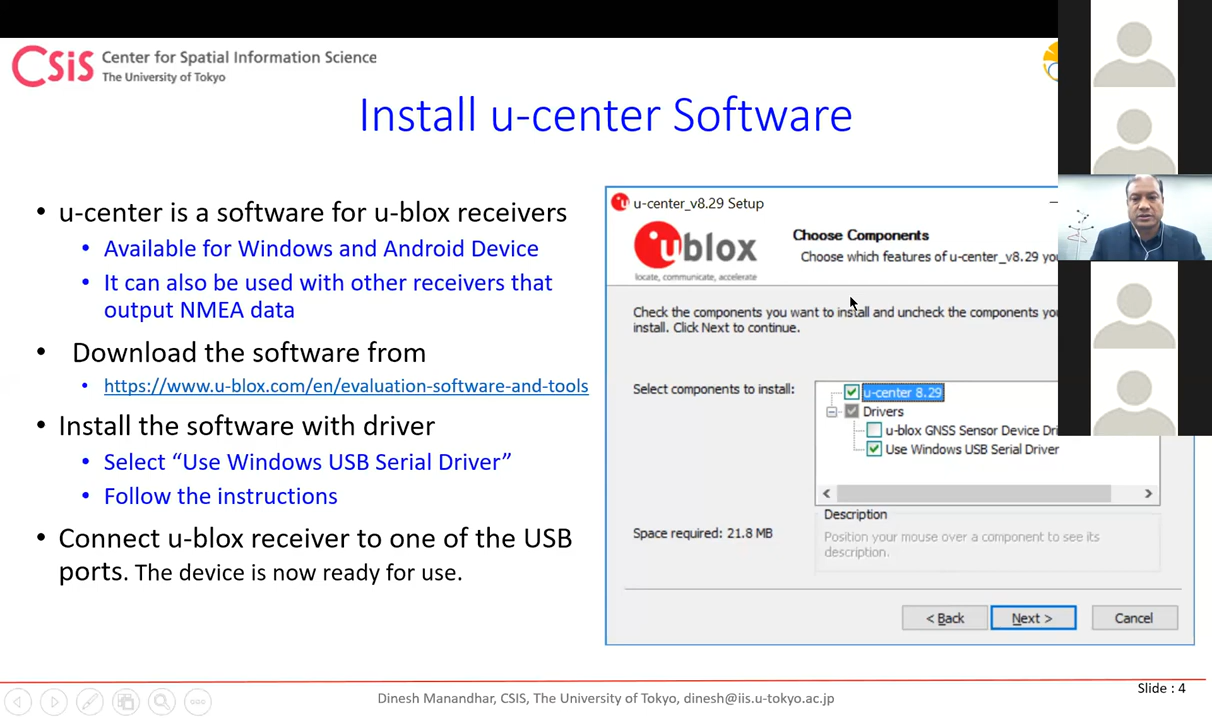 CSiS Center for Spatial Information Science
The University of Tokyo
Install u-center Software
• u-center is a software for u-blox receivers
• Available for Windows and Android Device
• It can also be used with other receivers that
output NMEA data
• Download the software from
• https://www.u-blox.com/en/evaluation-software-and-tools
• Install the software with driver
• Select “Use Windows USB Serial Driver”
• Follow the instructions
• Connect u-blox receiver to one of the USB
ports. The device is now ready for use.
u-center_v8.29 Setup
ublox
locate, communicate, accelerate
Choose Components
Choose which features of u-center_v8.29
Check the components you want to install and uncheck the components
install. Click Next to continue.
Select components to install:
u-center 8.29
Drivers
u-blox GNSS Sensor Device
Use Windows USB Serial Driver
Space required: 21.8 MB
Description
Position your mouse over a component to see its
description.
< Back
Next >
Cancel
Dinesh Manandhar, CSIS, The University of Tokyo, dinesh@iis.u-tokyo.ac.jp
Slide : 4